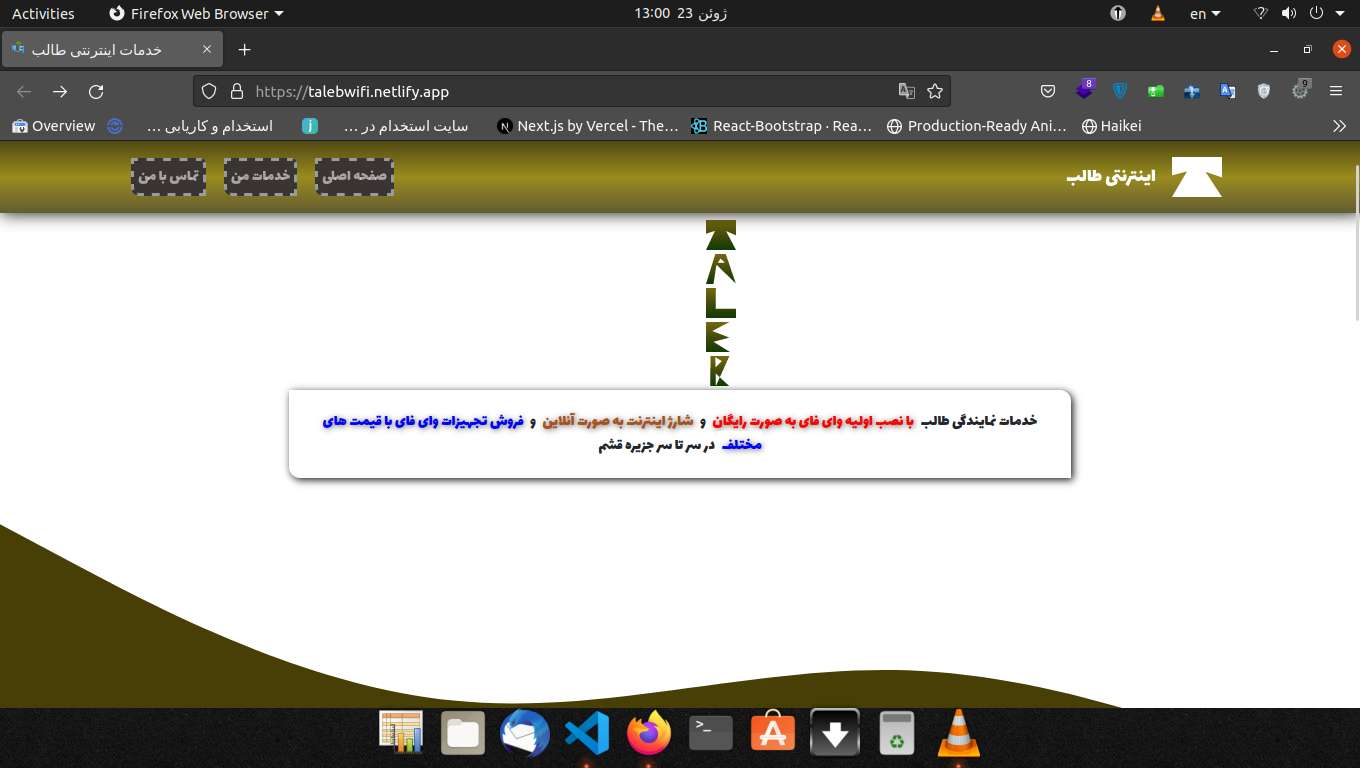 Activities
Firefox Web Browser
ژوئن 23 13:00
en
خدمات اینترنتی طالب
https://talebwifi.netlify.app
8
9
Overview
استخدام و کاریابی ...
سایت استخدام در ...
Next.js by Vercel - The...
React-Bootstrap · Rea...
Production-Ready Ani...
Haikei
اینترنتی طالب
صفحه اصلی
خدمات من
تماس با من
T
A
L
E
B
خدمات نمایندگی طالب با نصب اولیه وای فای به صورت رایگان و شارژ اینترنت به صورت آنلاین و فروش تجهیزات وای فای با قیمت های
مختلف در سر تا سر جزیره قشم